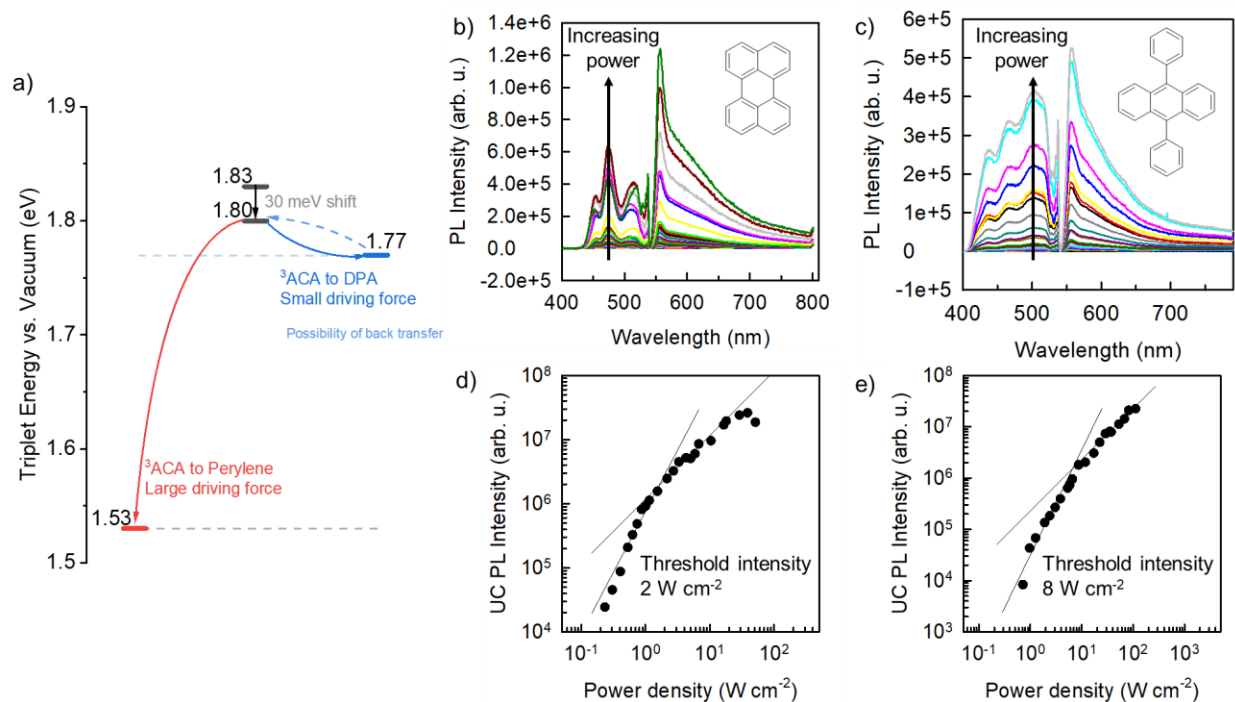 a)
Triplet Energy vs. Vacuum (eV)
1.9
1.8
1.7
1.6
1.5
1.83
30 meV shift
1.80
1.77
³ACA to DPA
Small driving force
Possibility of back transfer
³ACA to Perylene
Large driving force
1.53
b)
PL Intensity (arb. u.)
1.4e+6
1.2e+6
1.0e+6
8.0e+5
6.0e+5
4.0e+5
2.0e+5
0.0
-2.0e+5
Increasing
power
400 500 600 700 800
Wavelength (nm)
c)
PL Intensity (ab. u.)
6e+5
5e+5
4e+5
3e+5
2e+5
1e+5
0
-1e+5
Increasing
power
400 500 600 700
Wavelength (nm)
d)
UC PL Intensity (arb. u.)
10⁸
10⁷
10⁶
10⁵
10⁴
Threshold intensity
2 W cm⁻²
10⁻¹ 10⁰ 10¹ 10²
Power density (W cm⁻²)
e)
UC PL Intensity (arb. u.)
10⁸
10⁷
10⁶
10⁵
10⁴
10³
Threshold intensity
8 W cm⁻²
10⁻¹ 10⁰ 10¹ 10² 10³
Power density (W cm⁻²)